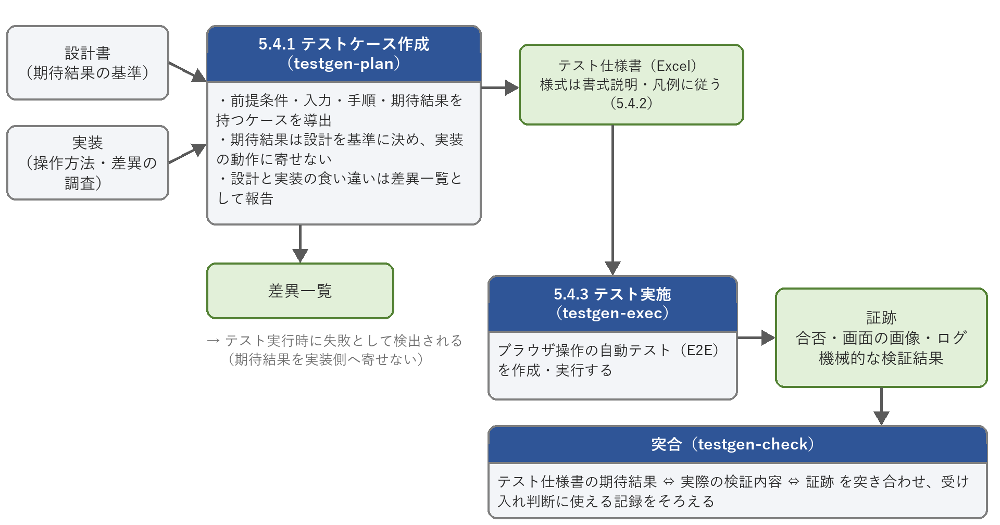 設計書
（期待結果の基準）
実装
（操作方法・差異の
調査）
5.4.1 テストケース作成
（testgen-plan）
・前提条件・入力・手順・期待結果を
持つケースを導出
・期待結果は設計を基準に決め、実装
の動作に寄せない
・設計と実装の食い違いは差異一覧と
して報告
テスト仕様書（Excel）
様式は書式説明・凡例に従う
（5.4.2）
差異一覧
→ テスト実行時に失敗として検出される
（期待結果を実装側へ寄せない）
5.4.3 テスト実施
（testgen-exec）
ブラウザ操作の自動テスト（E2E）
を作成・実行する
証跡
合否・画面の画像・ログ
機械的な検証結果
突合（testgen-check）
テスト仕様書の期待結果 ⇔ 実際の検証内容 ⇔ 証跡 を突き合わせ、受け
入れ判断に使える記録をそろえる